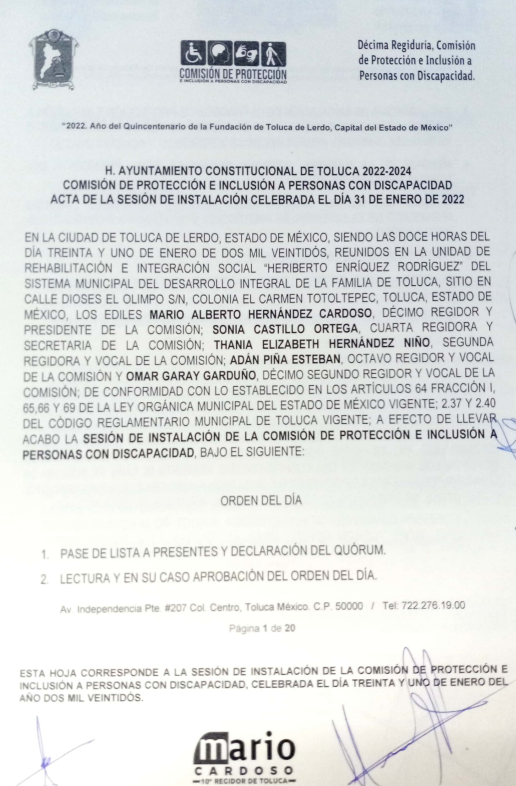 COMISIÓN DE PROTECCIÓN
E INCLUSIÓN A PERSONAS CON DISCAPACIDAD
Décima Regiduría, Comisión
de Protección e Inclusión a
Personas con Discapacidad.
"2022. Año del Quincentenario de la Fundación de Toluca de Lerdo, Capital del Estado de México"
H. AYUNTAMIENTO CONSTITUCIONAL DE TOLUCA 2022-2024
COMISIÓN DE PROTECCIÓN E INCLUSIÓN A PERSONAS CON DISCAPACIDAD
ACTA DE LA SESIÓN DE INSTALACIÓN CELEBRADA EL DÍA 31 DE ENERO DE 2022
EN LA CIUDAD DE TOLUCA DE LERDO, ESTADO DE MÉXICO, SIENDO LAS DOCE HORAS DEL
DÍA TREINTA Y UNO DE ENERO DE DOS MIL VEINTIDÓS, REUNIDOS EN LA UNIDAD DE
REHABILITACIÓN E INTEGRACIÓN SOCIAL "HERIBERTO ENRÍQUEZ RODRÍGUEZ" DEL
SISTEMA MUNICIPAL DEL DESARROLLO INTEGRAL DE LA FAMILIA DE TOLUCA, SITIO EN
CALLE DIOSES EL OLIMPO S/N, COLONIA EL CARMEN TOTOLTEPEC, TOLUCA, ESTADO DE
MÉXICO, LOS EDILES MARIO ALBERTO HERNÁNDEZ CARDOSO, DÉCIMO REGIDOR Y
PRESIDENTE DE LA COMISIÓN; SONIA CASTILLO ORTEGA, CUARTA REGIDORA Y
SECRETARIA DE LA COMISIÓN; THANIA ELIZABETH HERNÁNDEZ NIÑO, SEGUNDA
REGIDORA Y VOCAL DE LA COMISIÓN; ADÁN PIÑA ESTEBAN, OCTAVO REGIDOR Y VOCAL
DE LA COMISIÓN Y OMAR GARAY GARDUÑO, DÉCIMO SEGUNDO REGIDOR Y VOCAL DE LA
COMISIÓN; DE CONFORMIDAD CON LO ESTABLECIDO EN LOS ARTÍCULOS 64 FRACCIÓN I,
65,66 Y 69 DE LA LEY ORGÁNICA MUNICIPAL DEL ESTADO DE MÉXICO VIGENTE; 2.37 Y 2.40
DEL CÓDIGO REGLAMENTARIO MUNICIPAL DE TOLUCA VIGENTE; A EFECTO DE LLEVAR
ACABO LA SESIÓN DE INSTALACIÓN DE LA COMISIÓN DE PROTECCIÓN E INCLUSIÓN A
PERSONAS CON DISCAPACIDAD, BAJO EL SIGUIENTE:
ORDEN DEL DÍA
1. PASE DE LISTA A PRESENTES Y DECLARACIÓN DEL QUÓRUM.
2. LECTURA Y EN SU CASO APROBACIÓN DEL ORDEN DEL DÍA.
Av Independencia Pte. #207 Col. Centro, Toluca México. C.P. 50000 / Tel: 722.276.19.00
Página 1 de 20
ESTA HOJA CORRESPONDE A LA SESIÓN DE INSTALACIÓN DE LA COMISIÓN DE PROTECCIÓN E
INCLUSIÓN A PERSONAS CON DISCAPACIDAD, CELEBRADA EL DÍA TREINTA Y UNO DE ENERO DEL
AÑO DOS MIL VEINTIDÓS.
mario
CARDOSO
10º REGIDOR DE TOLUCA